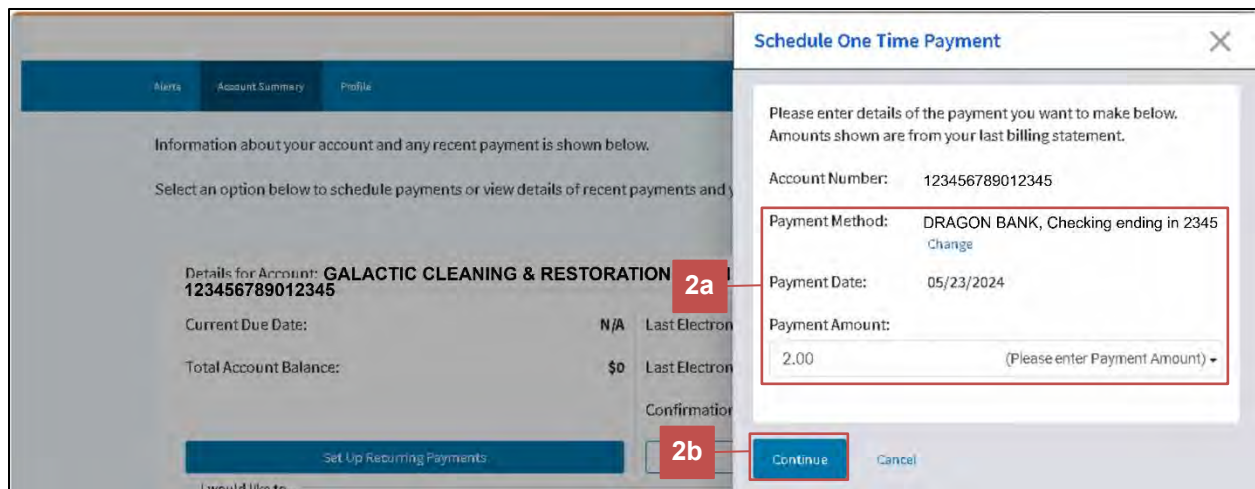 Schedule One Time Payment
Alerts Account Summary Profile
Information about your account and any recent payment is shown below.
Select an option below to schedule payments or view details of recent payments and y
Details for Account: GALACTIC CLEANING & RESTORATION
123456789012345
Current Due Date: N/A Last Electron
Total Account Balance: $0 Last Electron
Confirmation
Set Up Recurring Payments
I would like to
Please enter details of the payment you want to make below.
Amounts shown are from your last billing statement.
Account Number: 123456789012345
2a
Payment Method: DRAGON BANK, Checking ending in 2345
Change
Payment Date: 05/23/2024
Payment Amount:
2.00 (Please enter Payment Amount)
2b
Continue Cancel